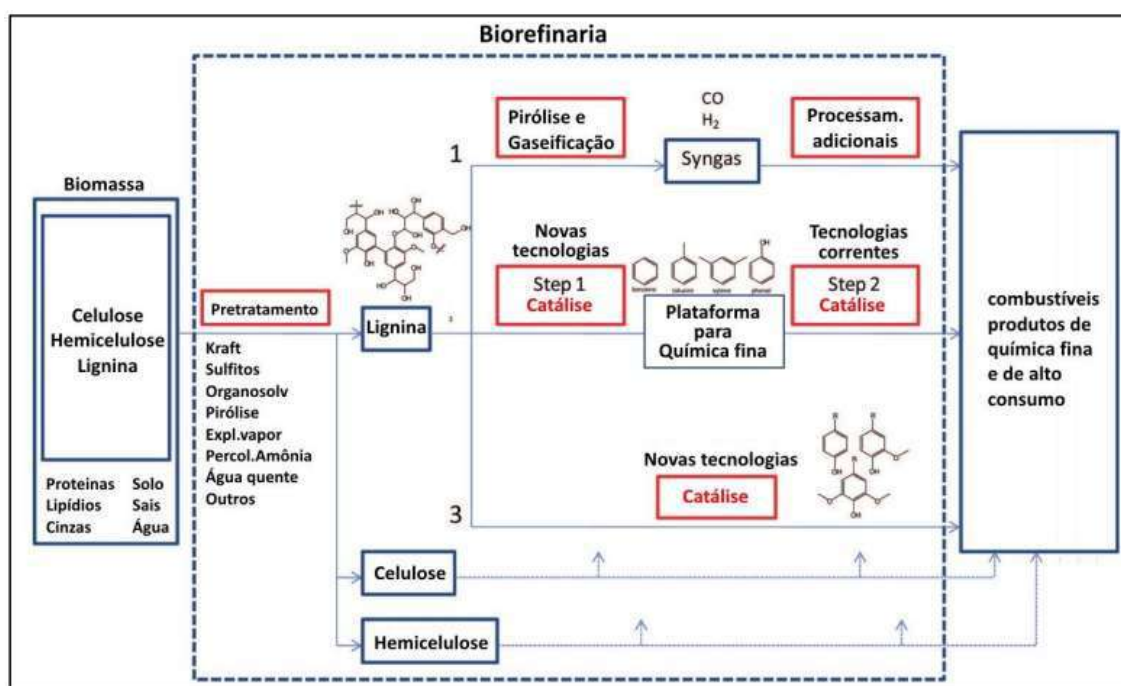 Biorefinaria
Biomassa
Celulose
Hemicelulose
Lignina
Proteinas Solo
Lipídios Sais
Cinzas Água
Pretratamento
Kraft
Sulfitos
Organosolv
Pirólise
Expl.vapor
Percol.Amônia
Água quente
Outros
Lignina
1
Pirólise e
Gaseificação
CO
H₂
Syngas
Processam.
adicionais
Novas
tecnologias
Step 1
Catálise
Plataforma
para
Química fina
Tecnologias
correntes
Step 2
Catálise
3
Novas tecnologias
Catálise
Celulose
Hemicelulose
combustíveis
produtos de
química fina
e de alto
consumo